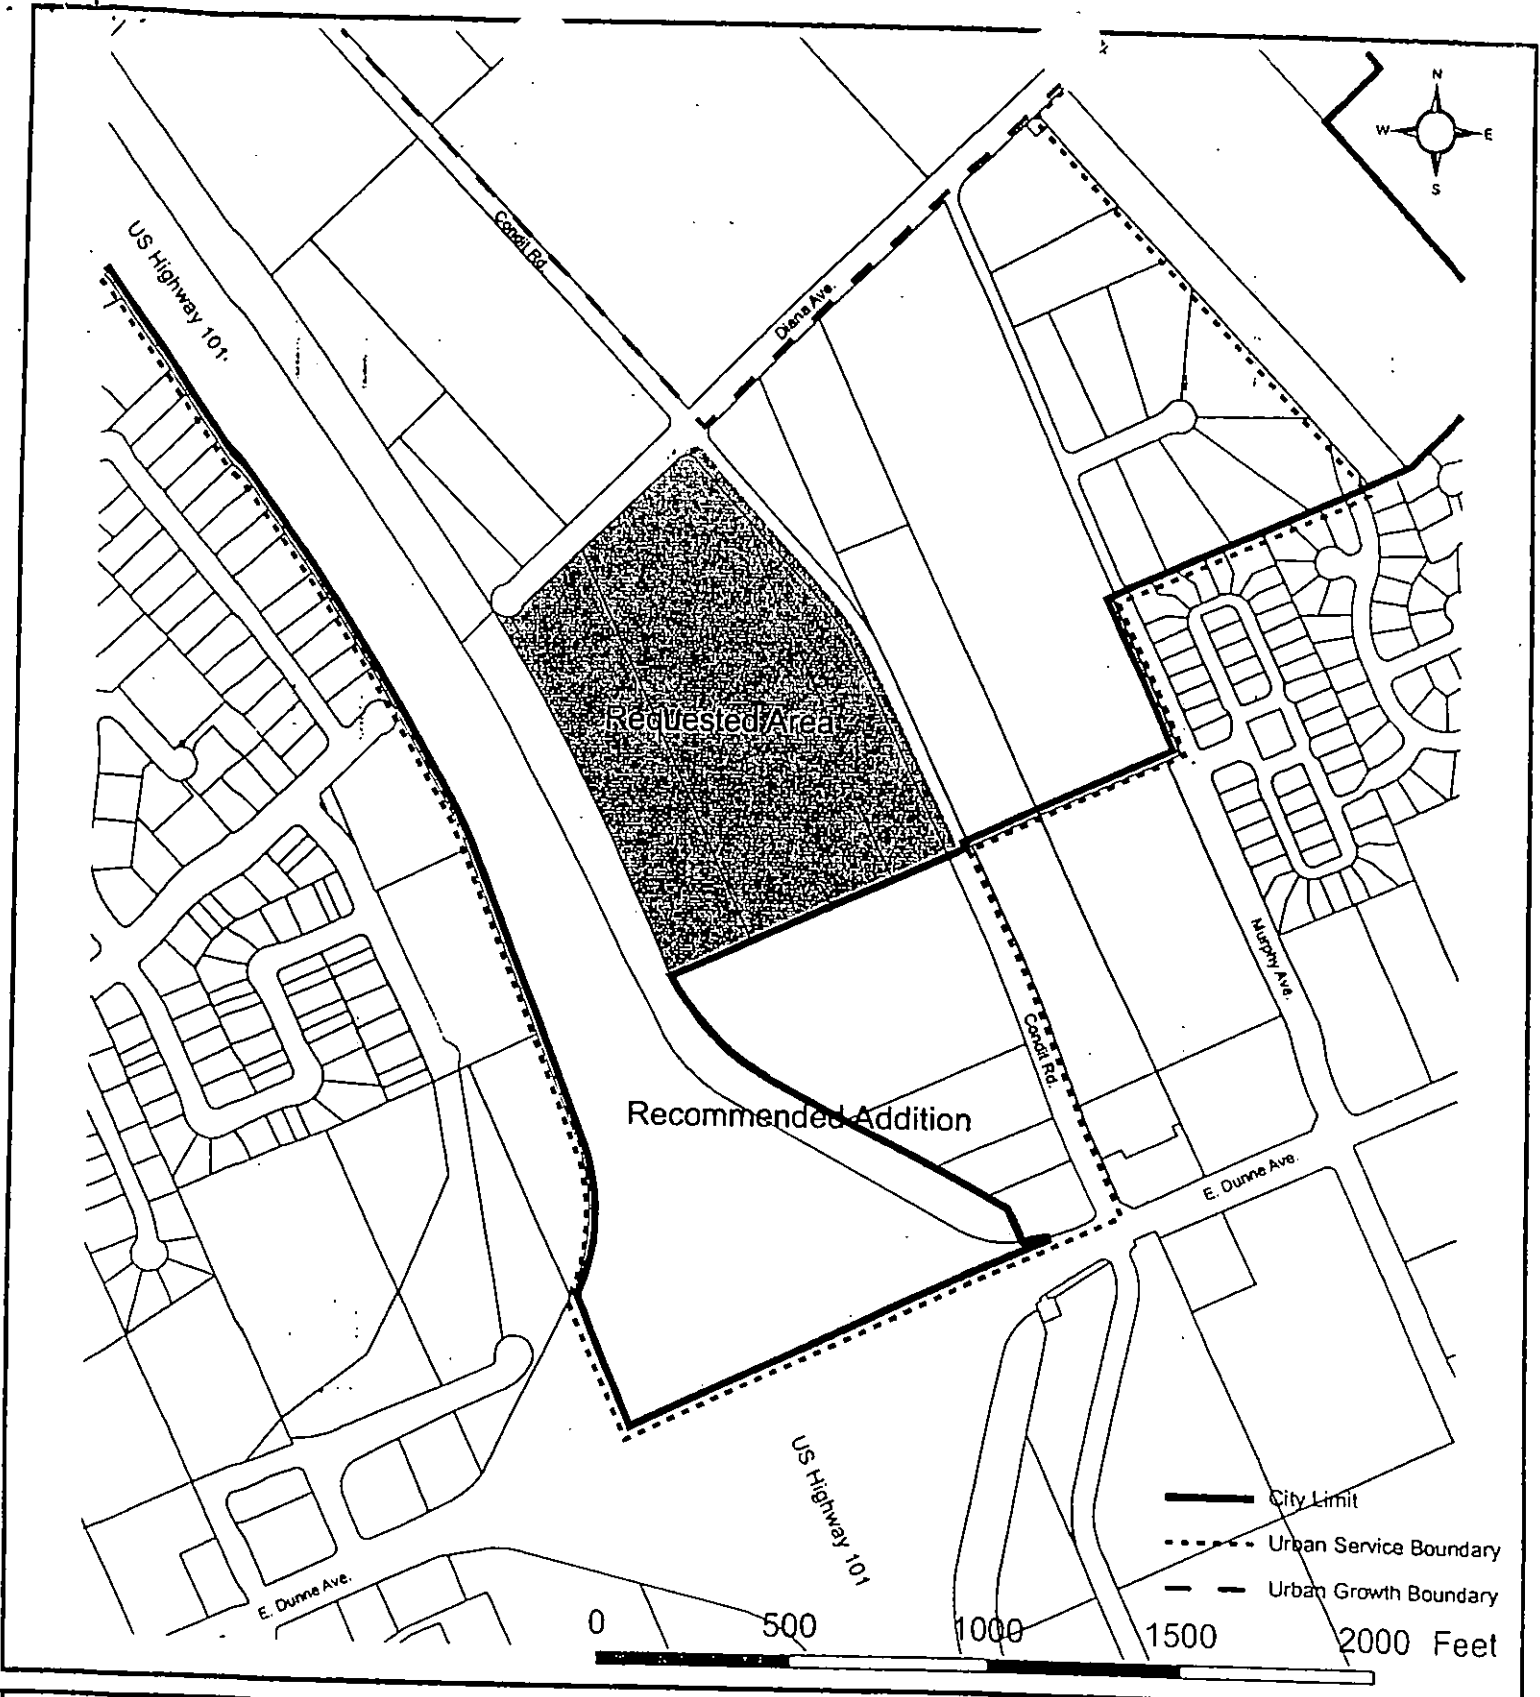 N
W E
S
Condit Rd.
US Highway 101
Diana Ave.
Requested Area
Murphy Ave.
Condit Rd.
Recommended Addition
E. Dunne Ave.
US Highway 101
City Limit
Urban Service Boundary
Urban Growth Boundary
E. Dunne Ave.
0 500 1000 1500 2000 Feet